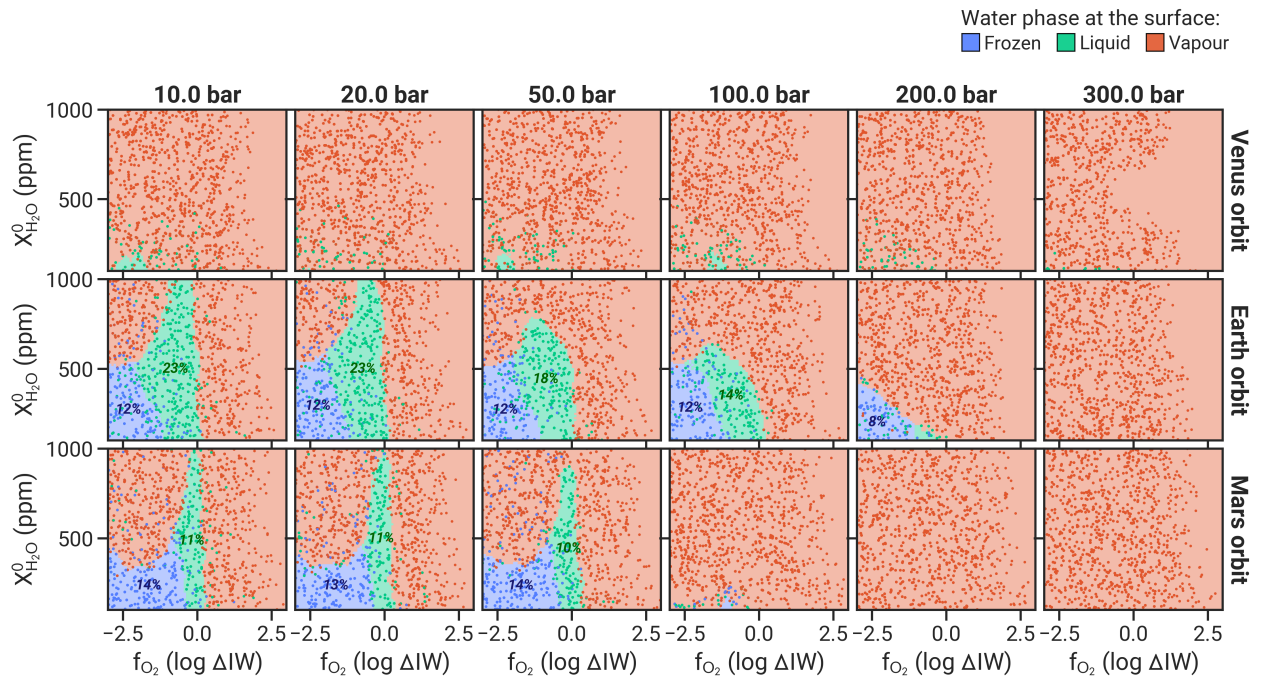 Water phase at the surface:
Frozen Liquid Vapour
10.0 bar 20.0 bar 50.0 bar 100.0 bar 200.0 bar 300.0 bar
1000
500
X⁰H₂O (ppm)
Venus orbit
1000
500
X⁰H₂O (ppm)
23% 23% 18% 14%
12% 12% 12% 12% 8%
Earth orbit
1000
500
X⁰H₂O (ppm)
11% 11% 10%
14% 13% 14%
Mars orbit
−2.5 0.0 2.5 −2.5 0.0 2.5 −2.5 0.0 2.5 −2.5 0.0 2.5 −2.5 0.0 2.5 −2.5 0.0 2.5
fO₂ (log ΔIW) fO₂ (log ΔIW) fO₂ (log ΔIW) fO₂ (log ΔIW) fO₂ (log ΔIW) fO₂ (log ΔIW)